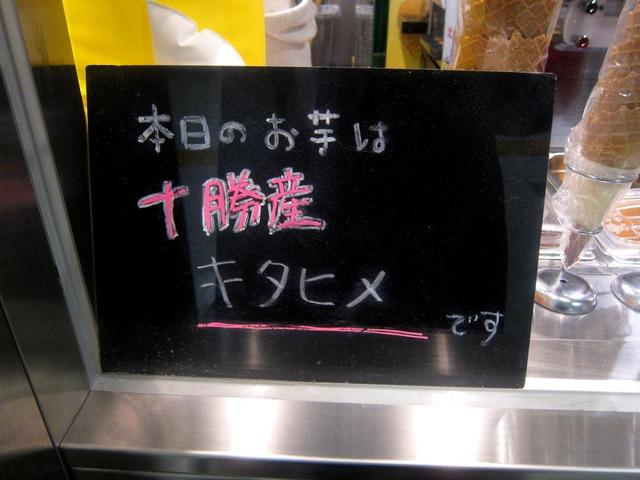 本日のお芋は
十勝産
キタヒメ
です